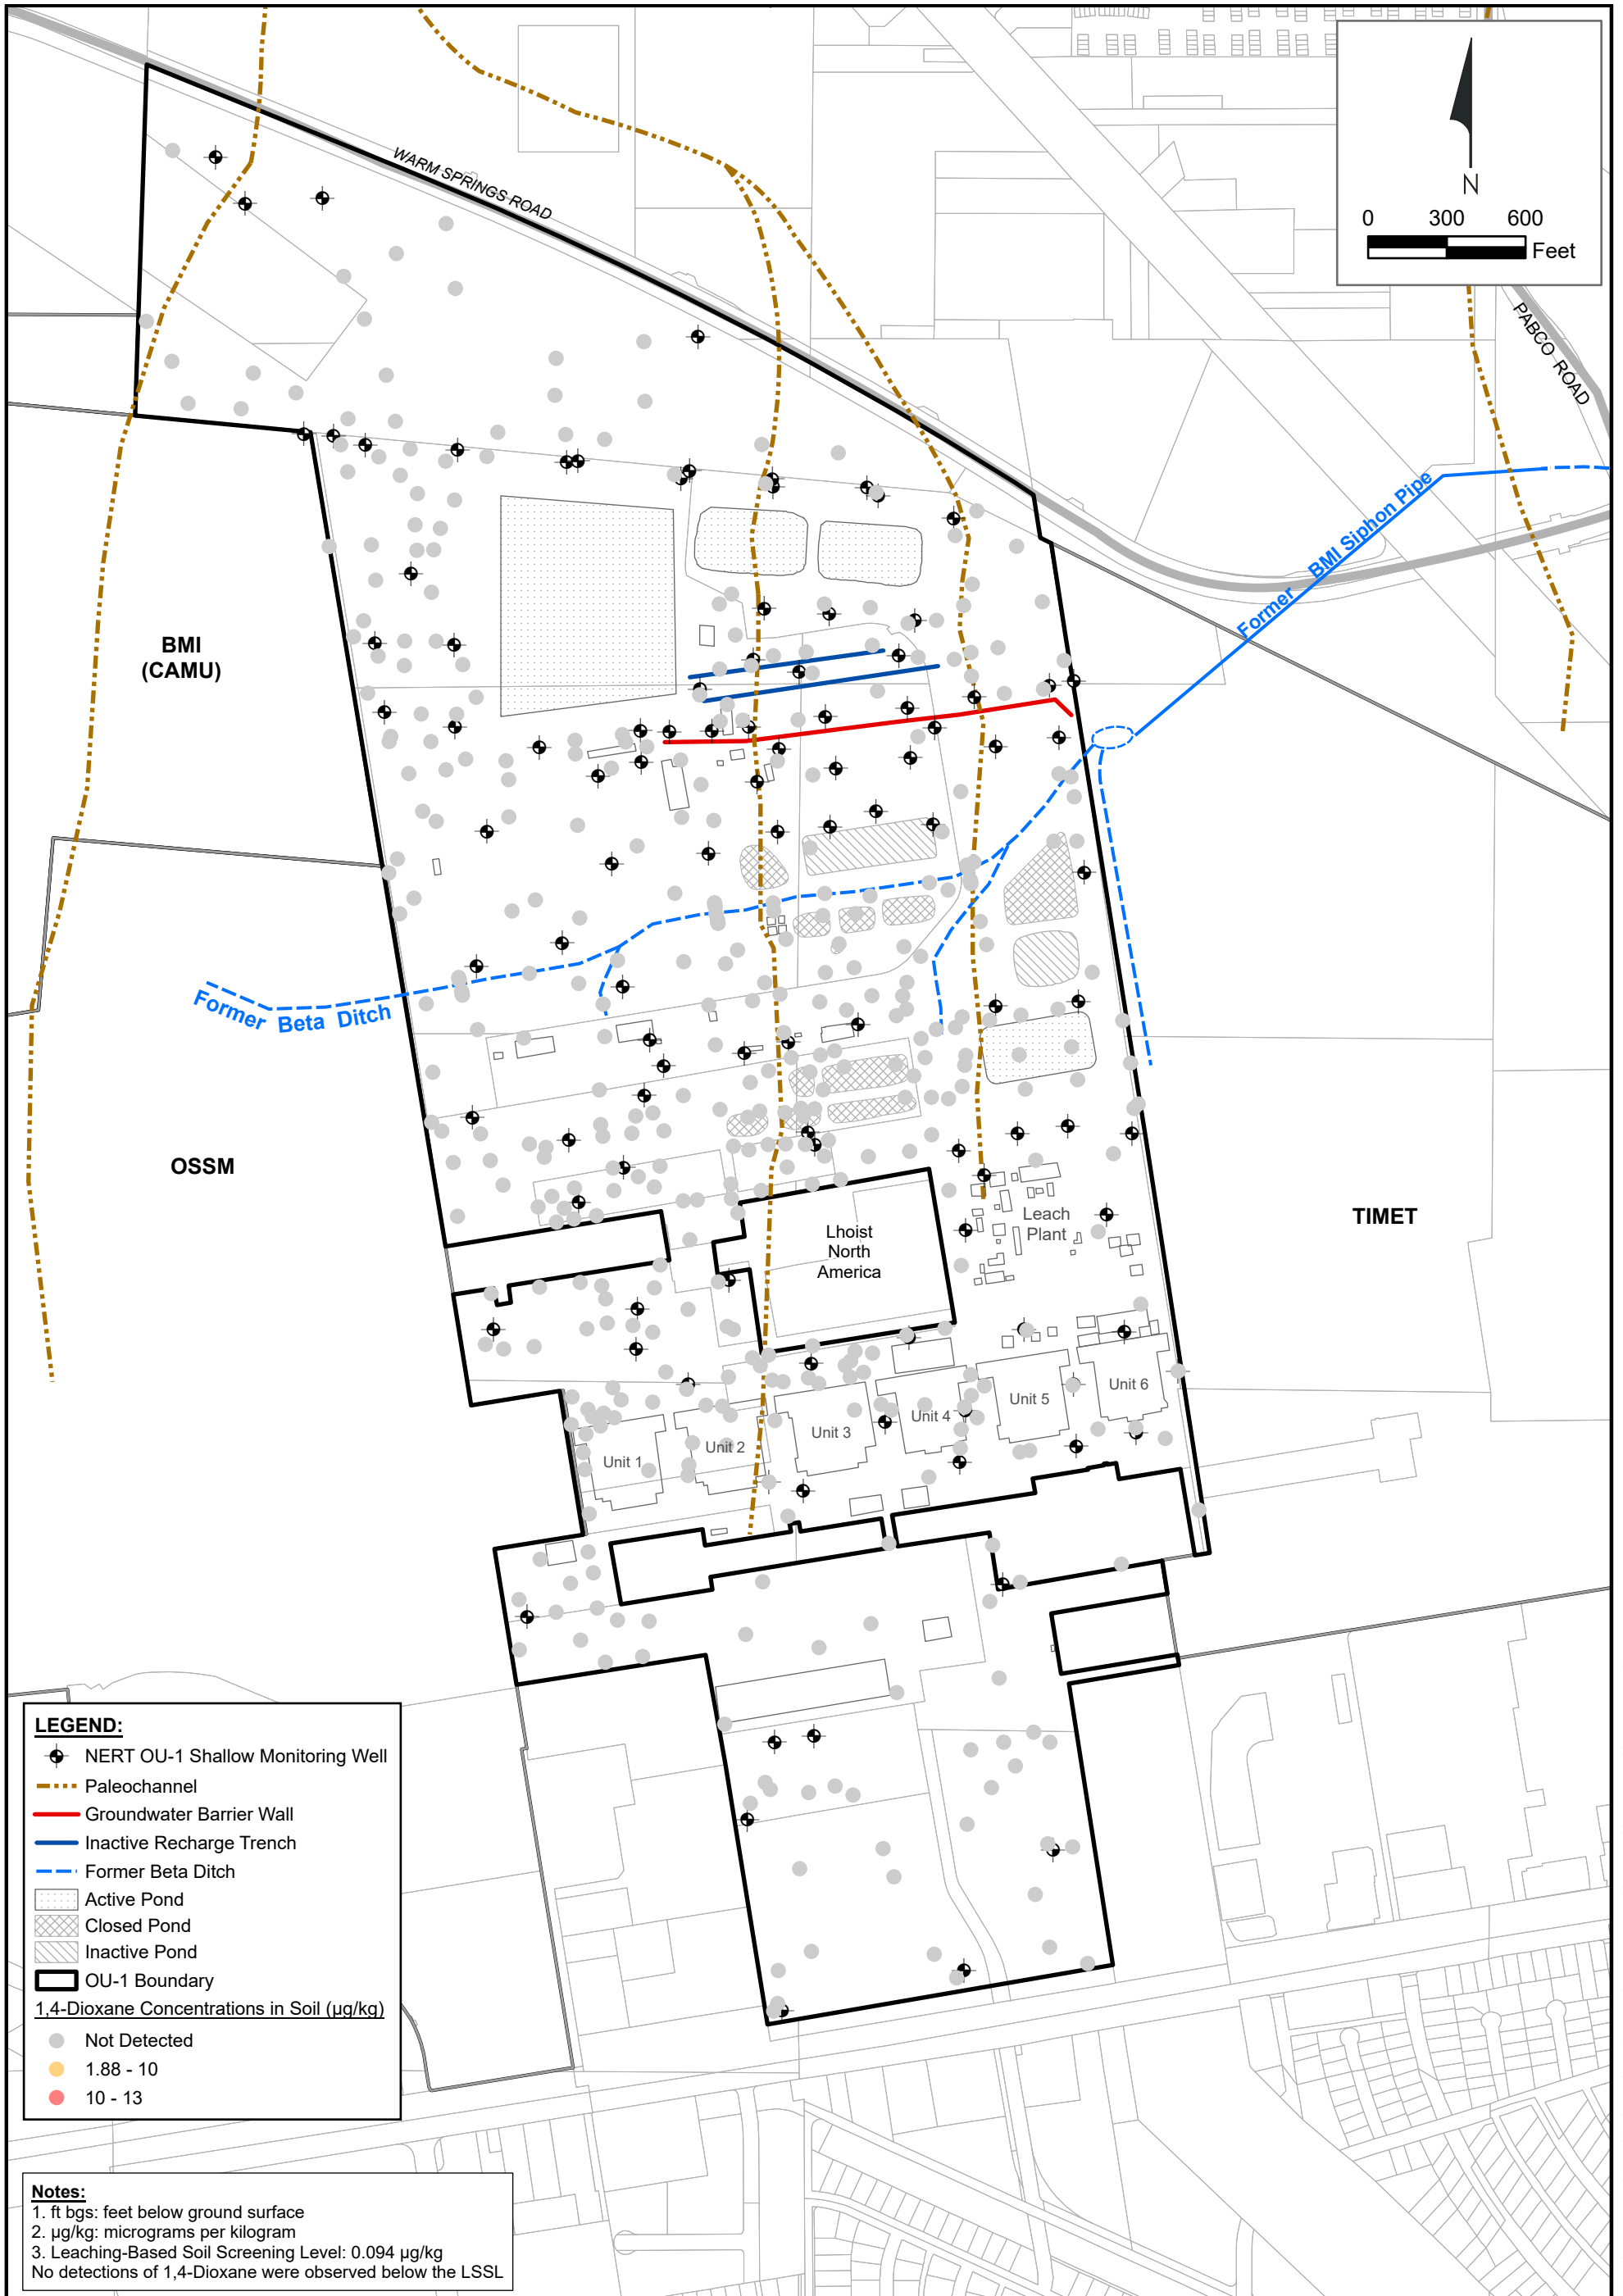 WARM SPRINGS ROAD
N
0 300 600
Feet
PABCO ROAD
Former BMI Siphon Pipe
BMI
(CAMU)
Former Beta Ditch
OSSM
TIMET
Lhoist
North
America
Leach
Plant
Unit 1
Unit 2
Unit 3
Unit 4
Unit 5
Unit 6
LEGEND:
NERT OU-1 Shallow Monitoring Well
Paleochannel
Groundwater Barrier Wall
Inactive Recharge Trench
Former Beta Ditch
Active Pond
Closed Pond
Inactive Pond
OU-1 Boundary
1,4-Dioxane Concentrations in Soil (µg/kg)
Not Detected
1.88 - 10
10 - 13
Notes:
1. ft bgs: feet below ground surface
2. µg/kg: micrograms per kilogram
3. Leaching-Based Soil Screening Level: 0.094 µg/kg
No detections of 1,4-Dioxane were observed below the LSSL